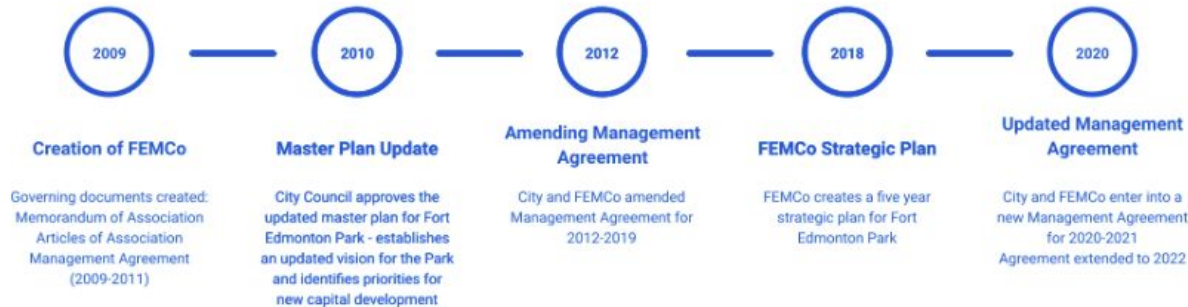 2009
2010
2012
2018
2020
Creation of FEMCo
Governing documents created:
Memorandum of Association
Articles of Association
Management Agreement
(2009-2011)
Master Plan Update
City Council approves the
updated master plan for Fort
Edmonton Park - establishes
an updated vision for the Park
and identifies priorities for
new capital development
Amending Management
Agreement
City and FEMCo amended
Management Agreement for
2012-2019
FEMCo Strategic Plan
FEMCo creates a five year
strategic plan for Fort
Edmonton Park
Updated Management
Agreement
City and FEMCo enter into a
new Management Agreement
for 2020-2021
Agreement extended to 2022